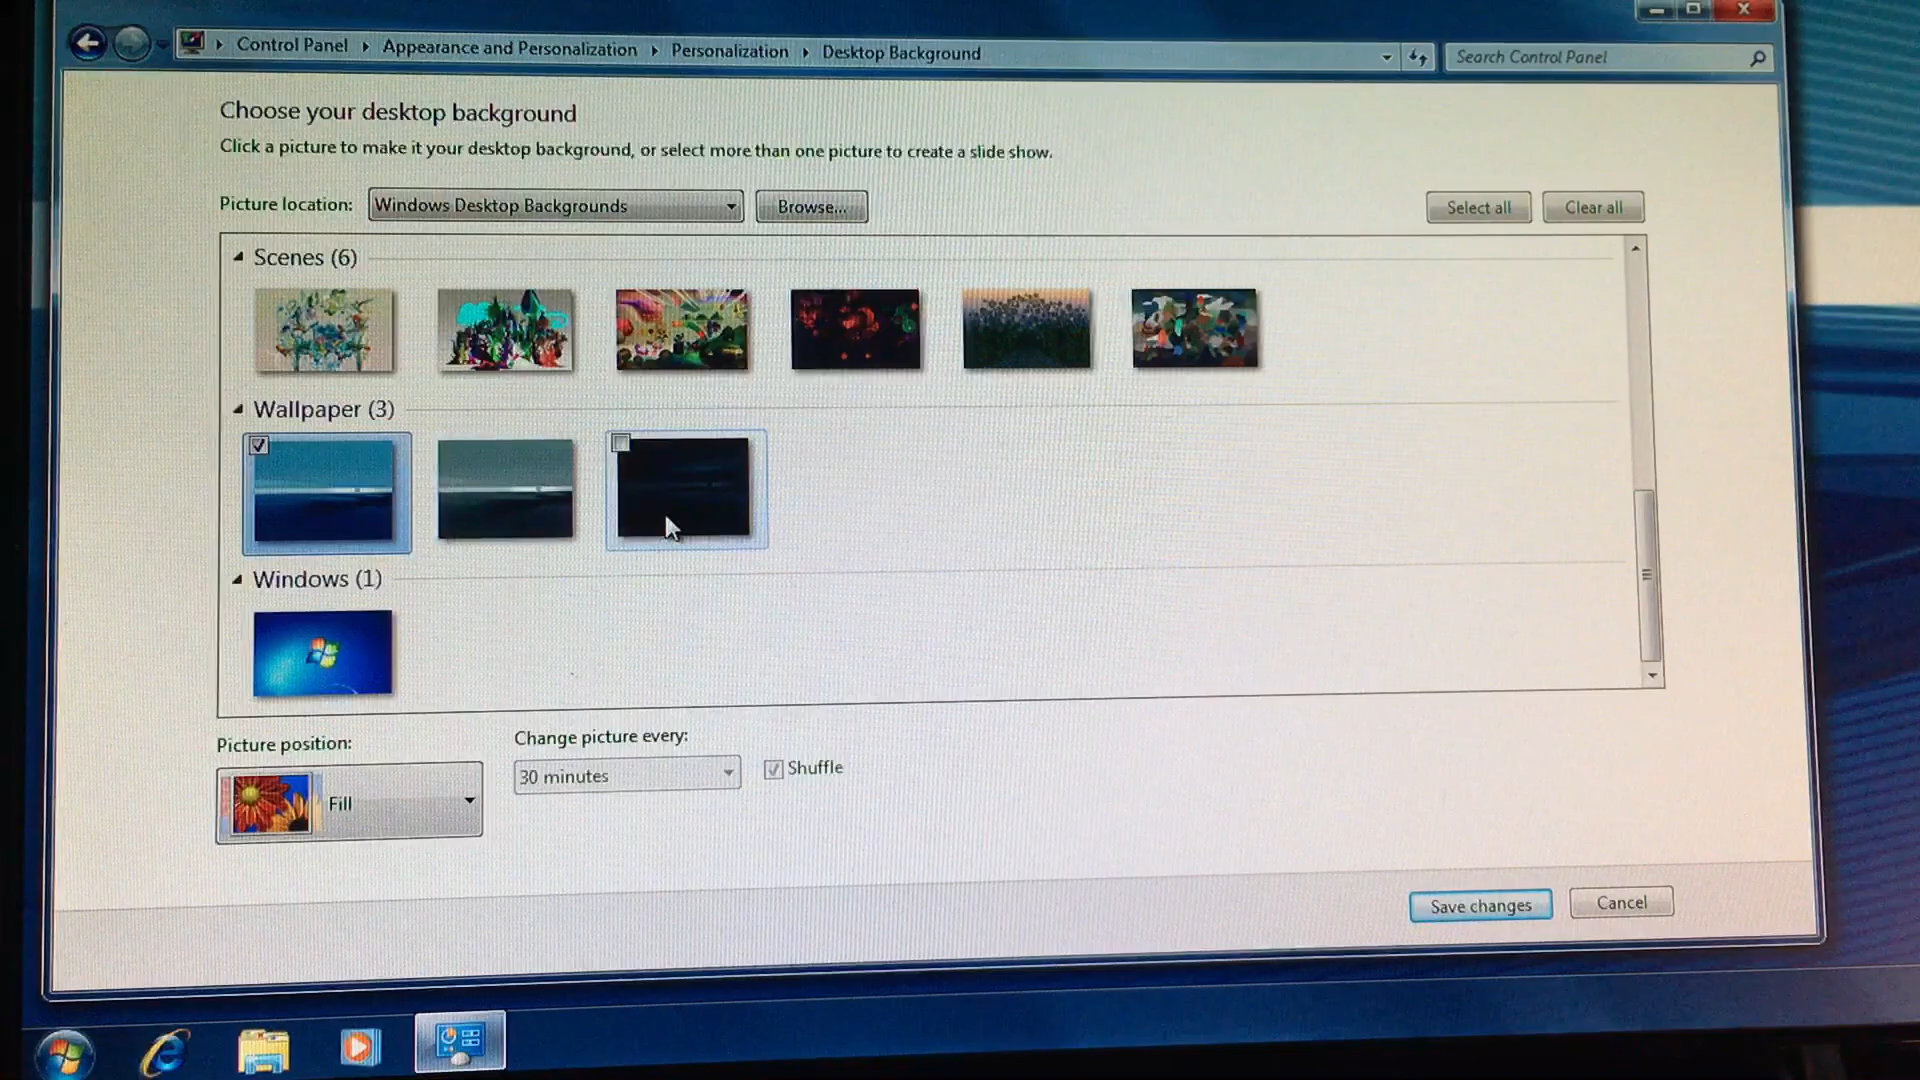 Control Panel Appearance and Personalization Personalization Desktop Background
Search Control Panel
Choose your desktop background
Click a picture to make it your desktop background, or select more than one picture to create a slide show.
Picture location: Windows Desktop Backgrounds Browse... Select all Clear all
Scenes (6)
Wallpaper (3)
Windows (1)
Picture position:
Fill
Change picture every:
30 minutes
Shuffle
Save changes Cancel